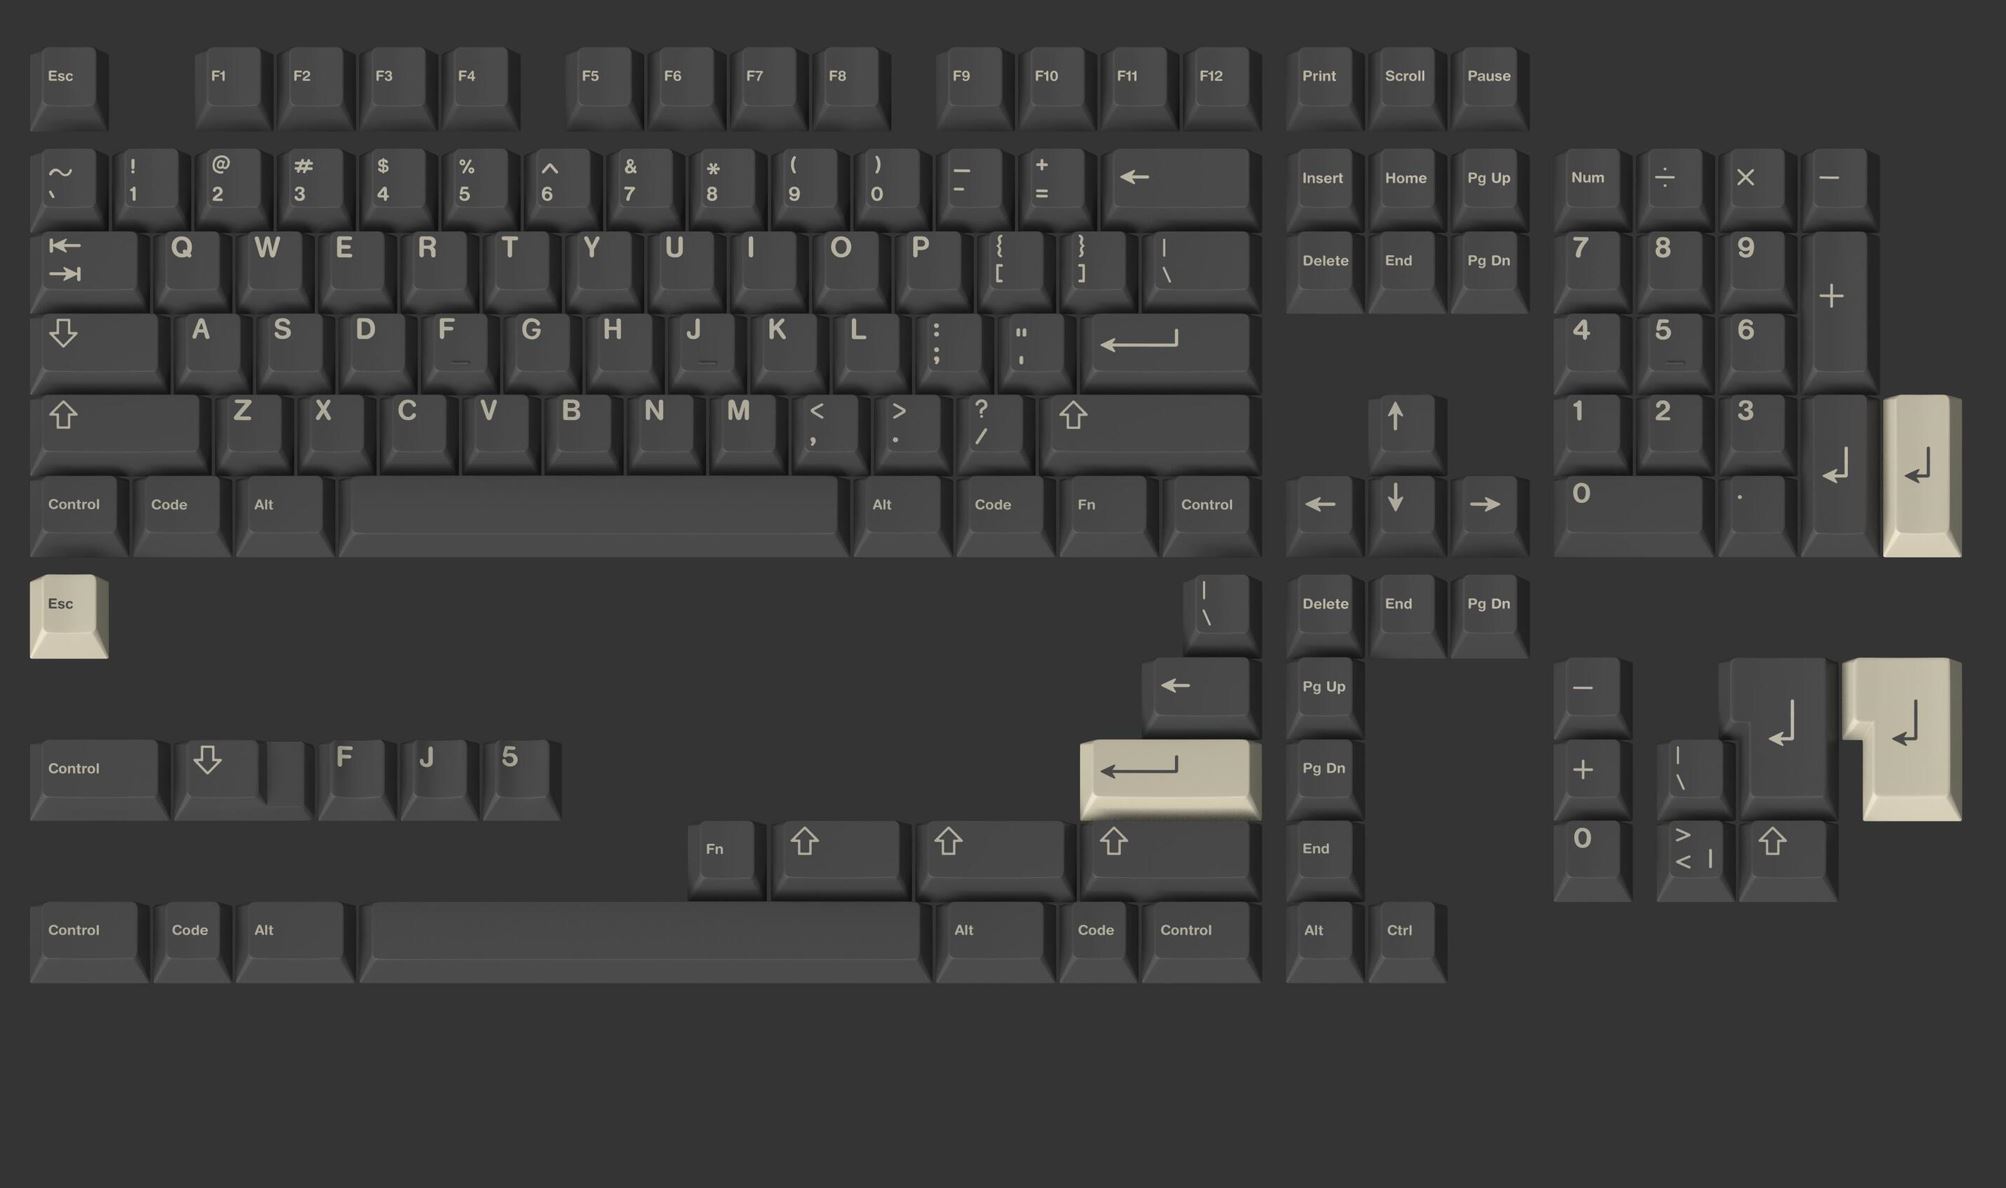 Esc F1 F2 F3 F4 F5 F6 F7 F8 F9 F10 F11 F12 Print Scroll Pause
~ ! @ # $ % ^ & * ( ) — +
` 1 2 3 4 5 6 7 8 9 0 - = ← Insert Home Pg Up Num ÷ × −
⇤ Q W E R T Y U I O P { } | 7 8 9
⇥ [ ] \ Delete End Pg Dn +
⇩ A S D F G H J K L : " ↵ 4 5 6
; '
⇧ Z X C V B N M < > ? ⇧ ↑ 1 2 3
, . / ↵ ↵
Control Code Alt Alt Code Fn Control ← ↓ → 0 .
Esc | Delete End Pg Dn
\
← Pg Up − ↵ ↵
Control ⇩ F J 5 ↵ Pg Dn + |
\
Fn ⇧ ⇧ ⇧ End 0 > ⇧
< |
Control Code Alt Alt Code Control Alt Ctrl